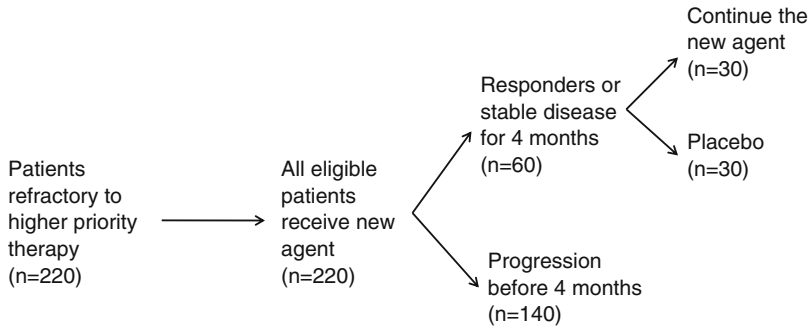 Patients
refractory to
higher priority
therapy
(n=220)
All eligible
patients
receive new
agent
(n=220)
Responders or
stable disease
for 4 months
(n=60)
Progression
before 4 months
(n=140)
Continue the
new agent
(n=30)
Placebo
(n=30)